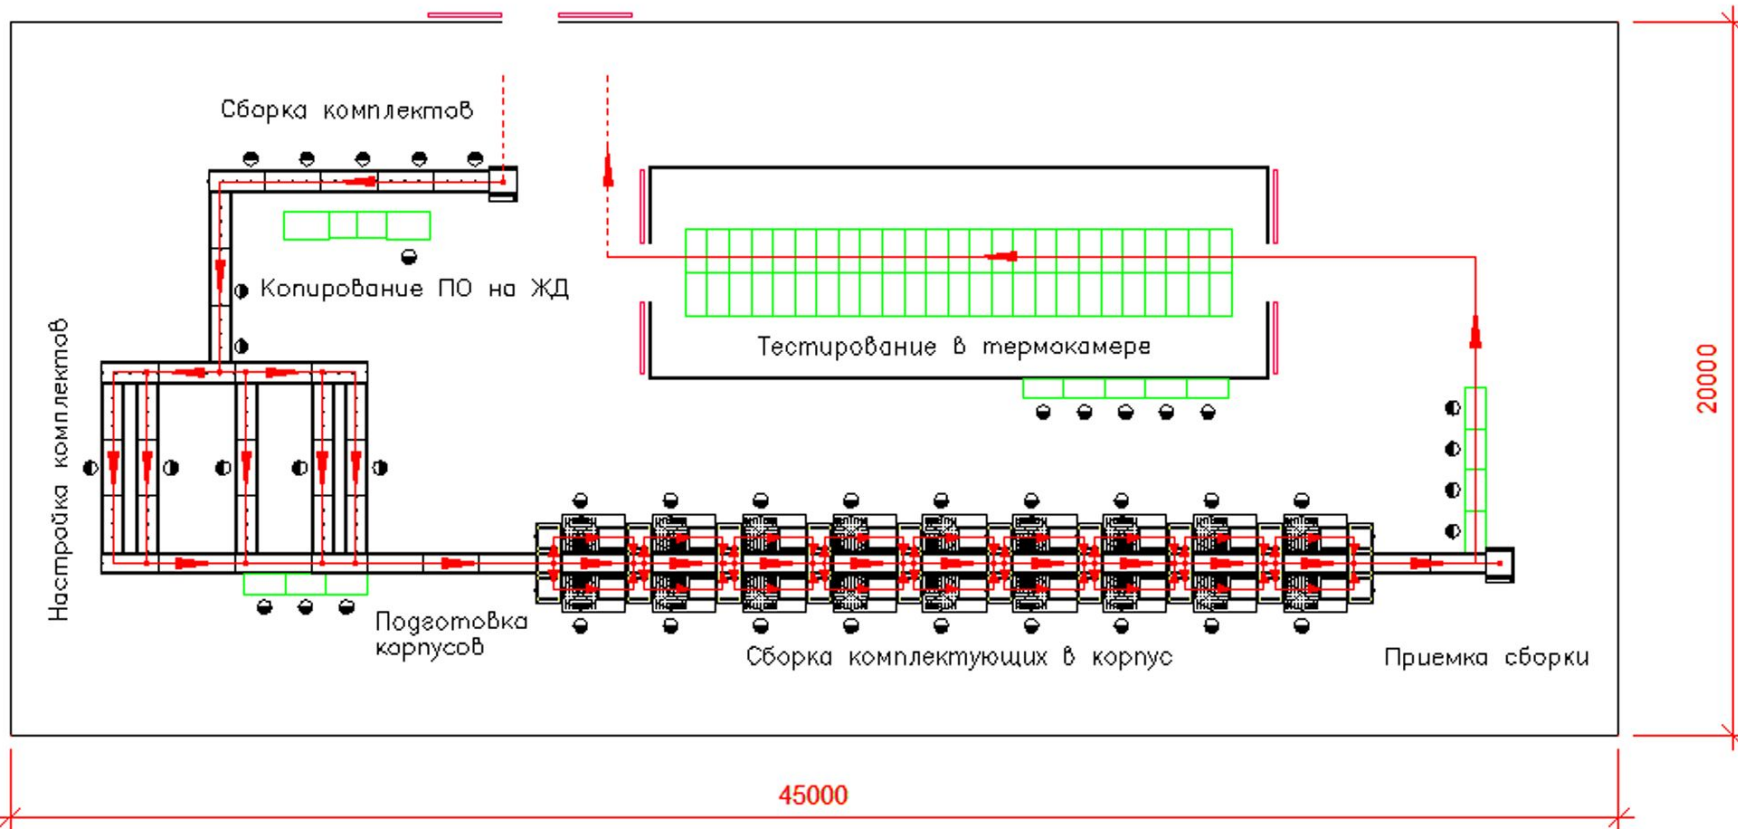 Сборка комплектов
Копирование ПО на ЖД
Настройка комплектов
Тестирование в термокамере
20000
Подготовка
корпусов
Сборка комплектующих в корпус
Приемка сборки
45000